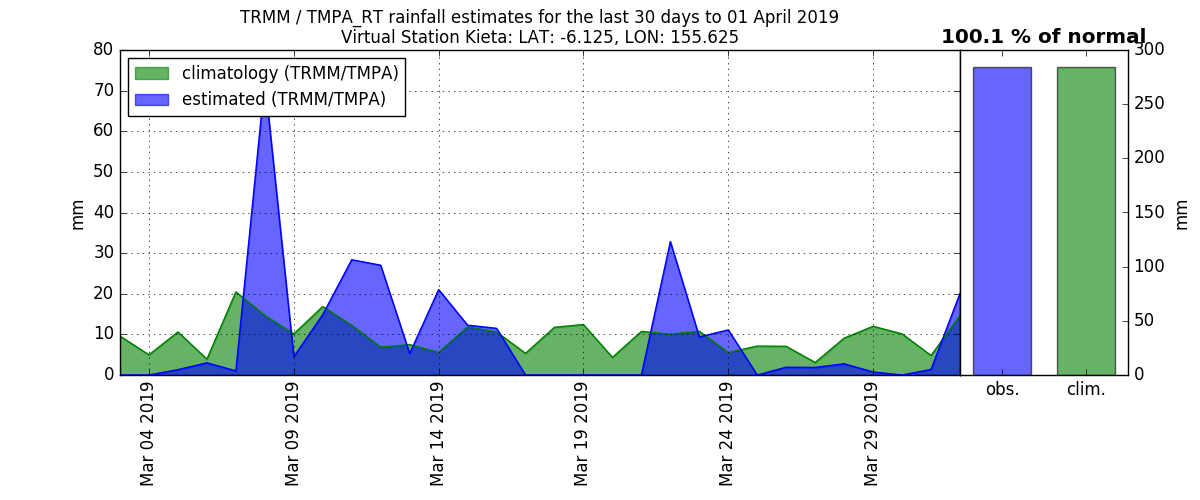 TRMM / TMPA_RT rainfall estimates for the last 30 days to 01 April 2019
Virtual Station Kieta: LAT: -6.125, LON: 155.625
100.1 % of normal
climatology (TRMM/TMPA)
estimated (TRMM/TMPA)
80
70
60
50
40
30
20
10
0
mm
Mar 04 2019
Mar 09 2019
Mar 14 2019
Mar 19 2019
Mar 24 2019
Mar 29 2019
obs.
clim.
300
250
200
150
100
50
0
mm